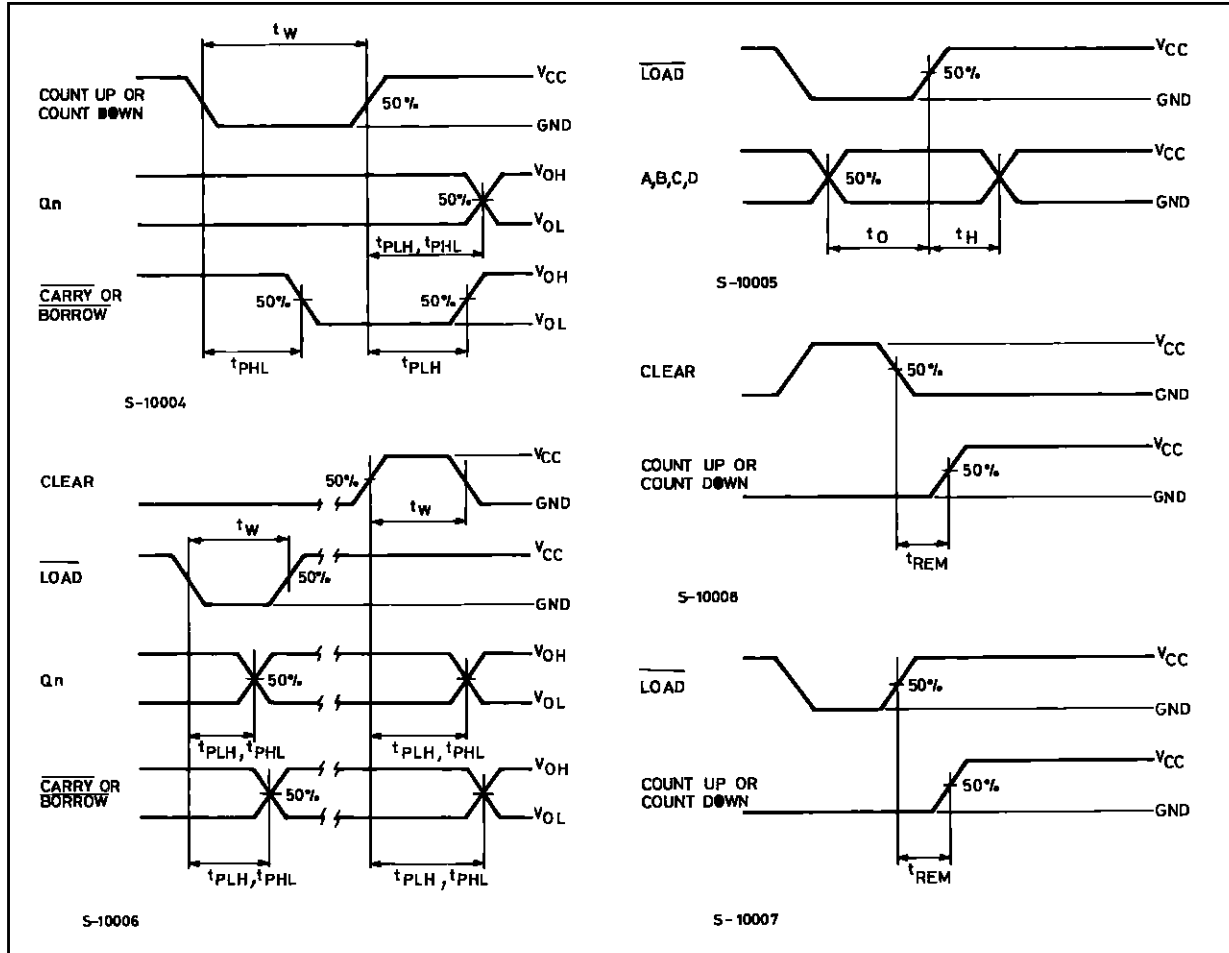 tW
COUNT UP OR
COUNT DOWN
50%
VCC
GND
Qn
50%
VOH
VOL
tPLH, tPHL
CARRY OR
BORROW
50%
50%
VOH
VOL
tPHL
tPLH
S-10004
CLEAR
50%
VCC
GND
tW
tW
LOAD
50%
VCC
GND
Qn
50%
VOH
VOL
tPLH, tPHL
tPLH, tPHL
CARRY OR
BORROW
50%
VOH
VOL
tPLH, tPHL
tPLH, tPHL
S-10006
LOAD
50%
VCC
GND
A,B,C,D
50%
VCC
GND
tO
tH
S-10005
CLEAR
50%
VCC
GND
COUNT UP OR
COUNT DOWN
50%
VCC
GND
tREM
S-10008
LOAD
50%
VCC
GND
COUNT UP OR
COUNT DOWN
50%
VCC
GND
tREM
S-10007